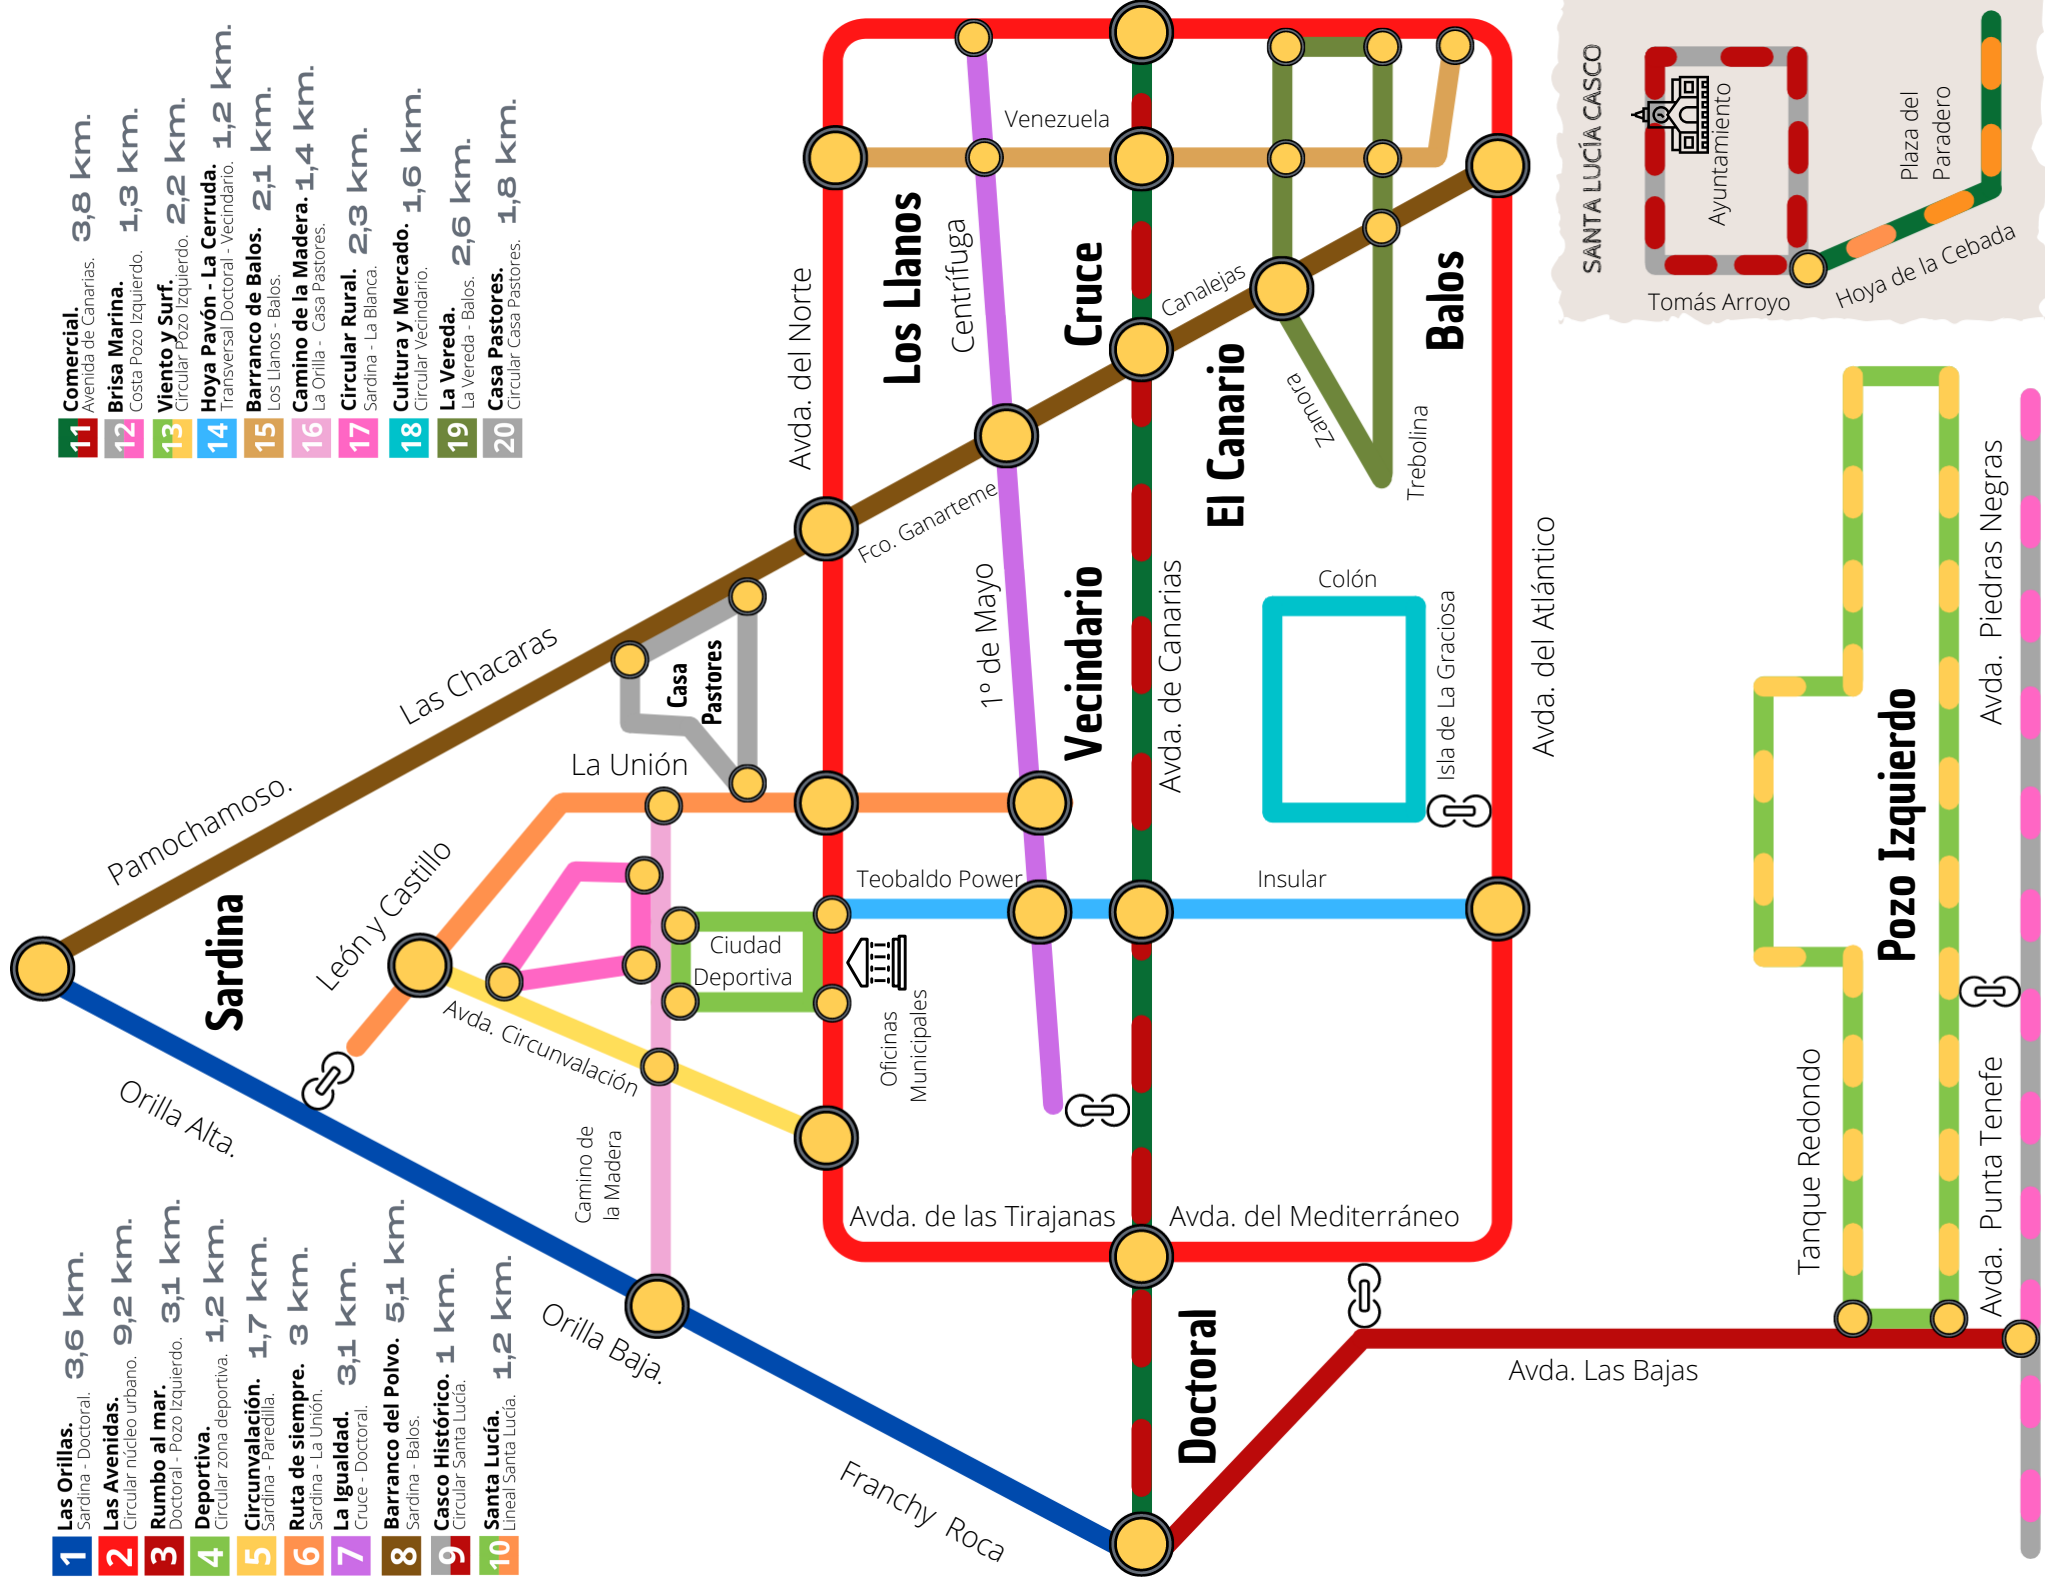 1
Las Orillas.
Sardina - Doctoral. 3,6 km.
2
Las Avenidas.
Circular núcleo urbano. 9,2 km.
3
Rumbo al mar.
Doctoral - Pozo Izquierdo. 3,1 km.
4
Deportiva.
Circular zona deportiva. 1,2 km.
5
Circunvalación.
Sardina - Paredilla. 1,7 km.
6
Ruta de siempre.
Sardina - La Unión. 3 km.
7
La Igualdad.
Cruce - Doctoral. 3,1 km.
8
Barranco del Polvo.
Sardina - Balos. 5,1 km.
9
Casco Histórico.
Circular Santa Lucía. 1 km.
10
Santa Lucía.
Lineal Santa Lucía. 1,2 km.
11
Comercial.
Avenida de Canarias. 3,8 km.
12
Brisa Marina.
Costa Pozo Izquierdo. 1,3 km.
13
Viento y Surf.
Circular Pozo Izquierdo. 2,2 km.
14
Hoya Pavón - La Cerruda.
Transversal Doctoral - Vecindario. 1,2 km.
15
Barranco de Balos.
Los Llanos - Balos. 2,1 km.
16
Camino de la Madera.
La Orilla - Casa Pastores. 1,4 km.
17
Circular Rural.
Sardina - La Blanca. 2,3 km.
18
Cultura y Mercado.
Circular Vecindario. 1,6 km.
19
La Vereda.
La Vereda - Balos. 2,6 km.
20
Casa Pastores.
Circular Casa Pastores. 1,8 km.
Sardina
Pamochamoso.
Las Chacaras
Orilla Alta.
León y Castillo
Avda. Circunvalación
La Unión
Casa
Pastores
Camino de
la Madera
Orilla Baja.
Franchy Roca
Ciudad
Deportiva
Oficinas
Municipales
Avda. del Norte
Los Llanos
Centrífuga
Venezuela
Fco. Ganarteme
1º de Mayo
Teobaldo Power
Vecindario
Cruce
Canalejas
Avda. de Canarias
Avda. de las Tirajanas
Avda. del Mediterráneo
Doctoral
El Canario
Zamora
Trebolina
Balos
Colón
Isla de La Graciosa
Insular
Avda. del Atlántico
Avda. Las Bajas
Tanque Redondo
Pozo Izquierdo
Avda. Punta Tenefe
Avda. Piedras Negras
SANTA LUCÍA CASCO
Ayuntamiento
Tomás Arroyo
Hoya de la Cebada
Plaza del
Paradero